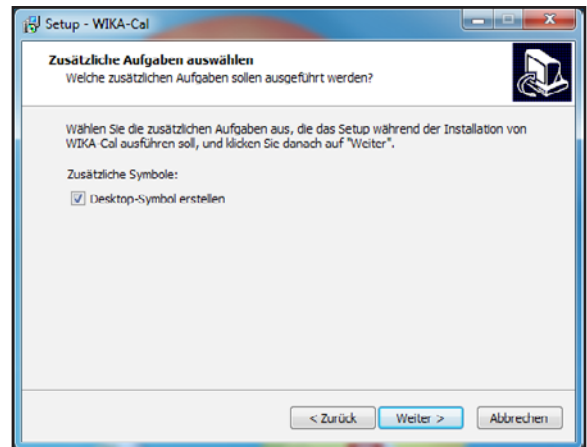 Setup - WIKA-Cal
Zusätzliche Aufgaben auswählen
Welche zusätzlichen Aufgaben sollen ausgeführt werden?
Wählen Sie die zusätzlichen Aufgaben aus, die das Setup während der Installation von
WIKA-Cal ausführen soll, und klicken Sie danach auf "Weiter".
Zusätzliche Symbole:
Desktop-Symbol erstellen
< Zurück
Weiter >
Abbrechen